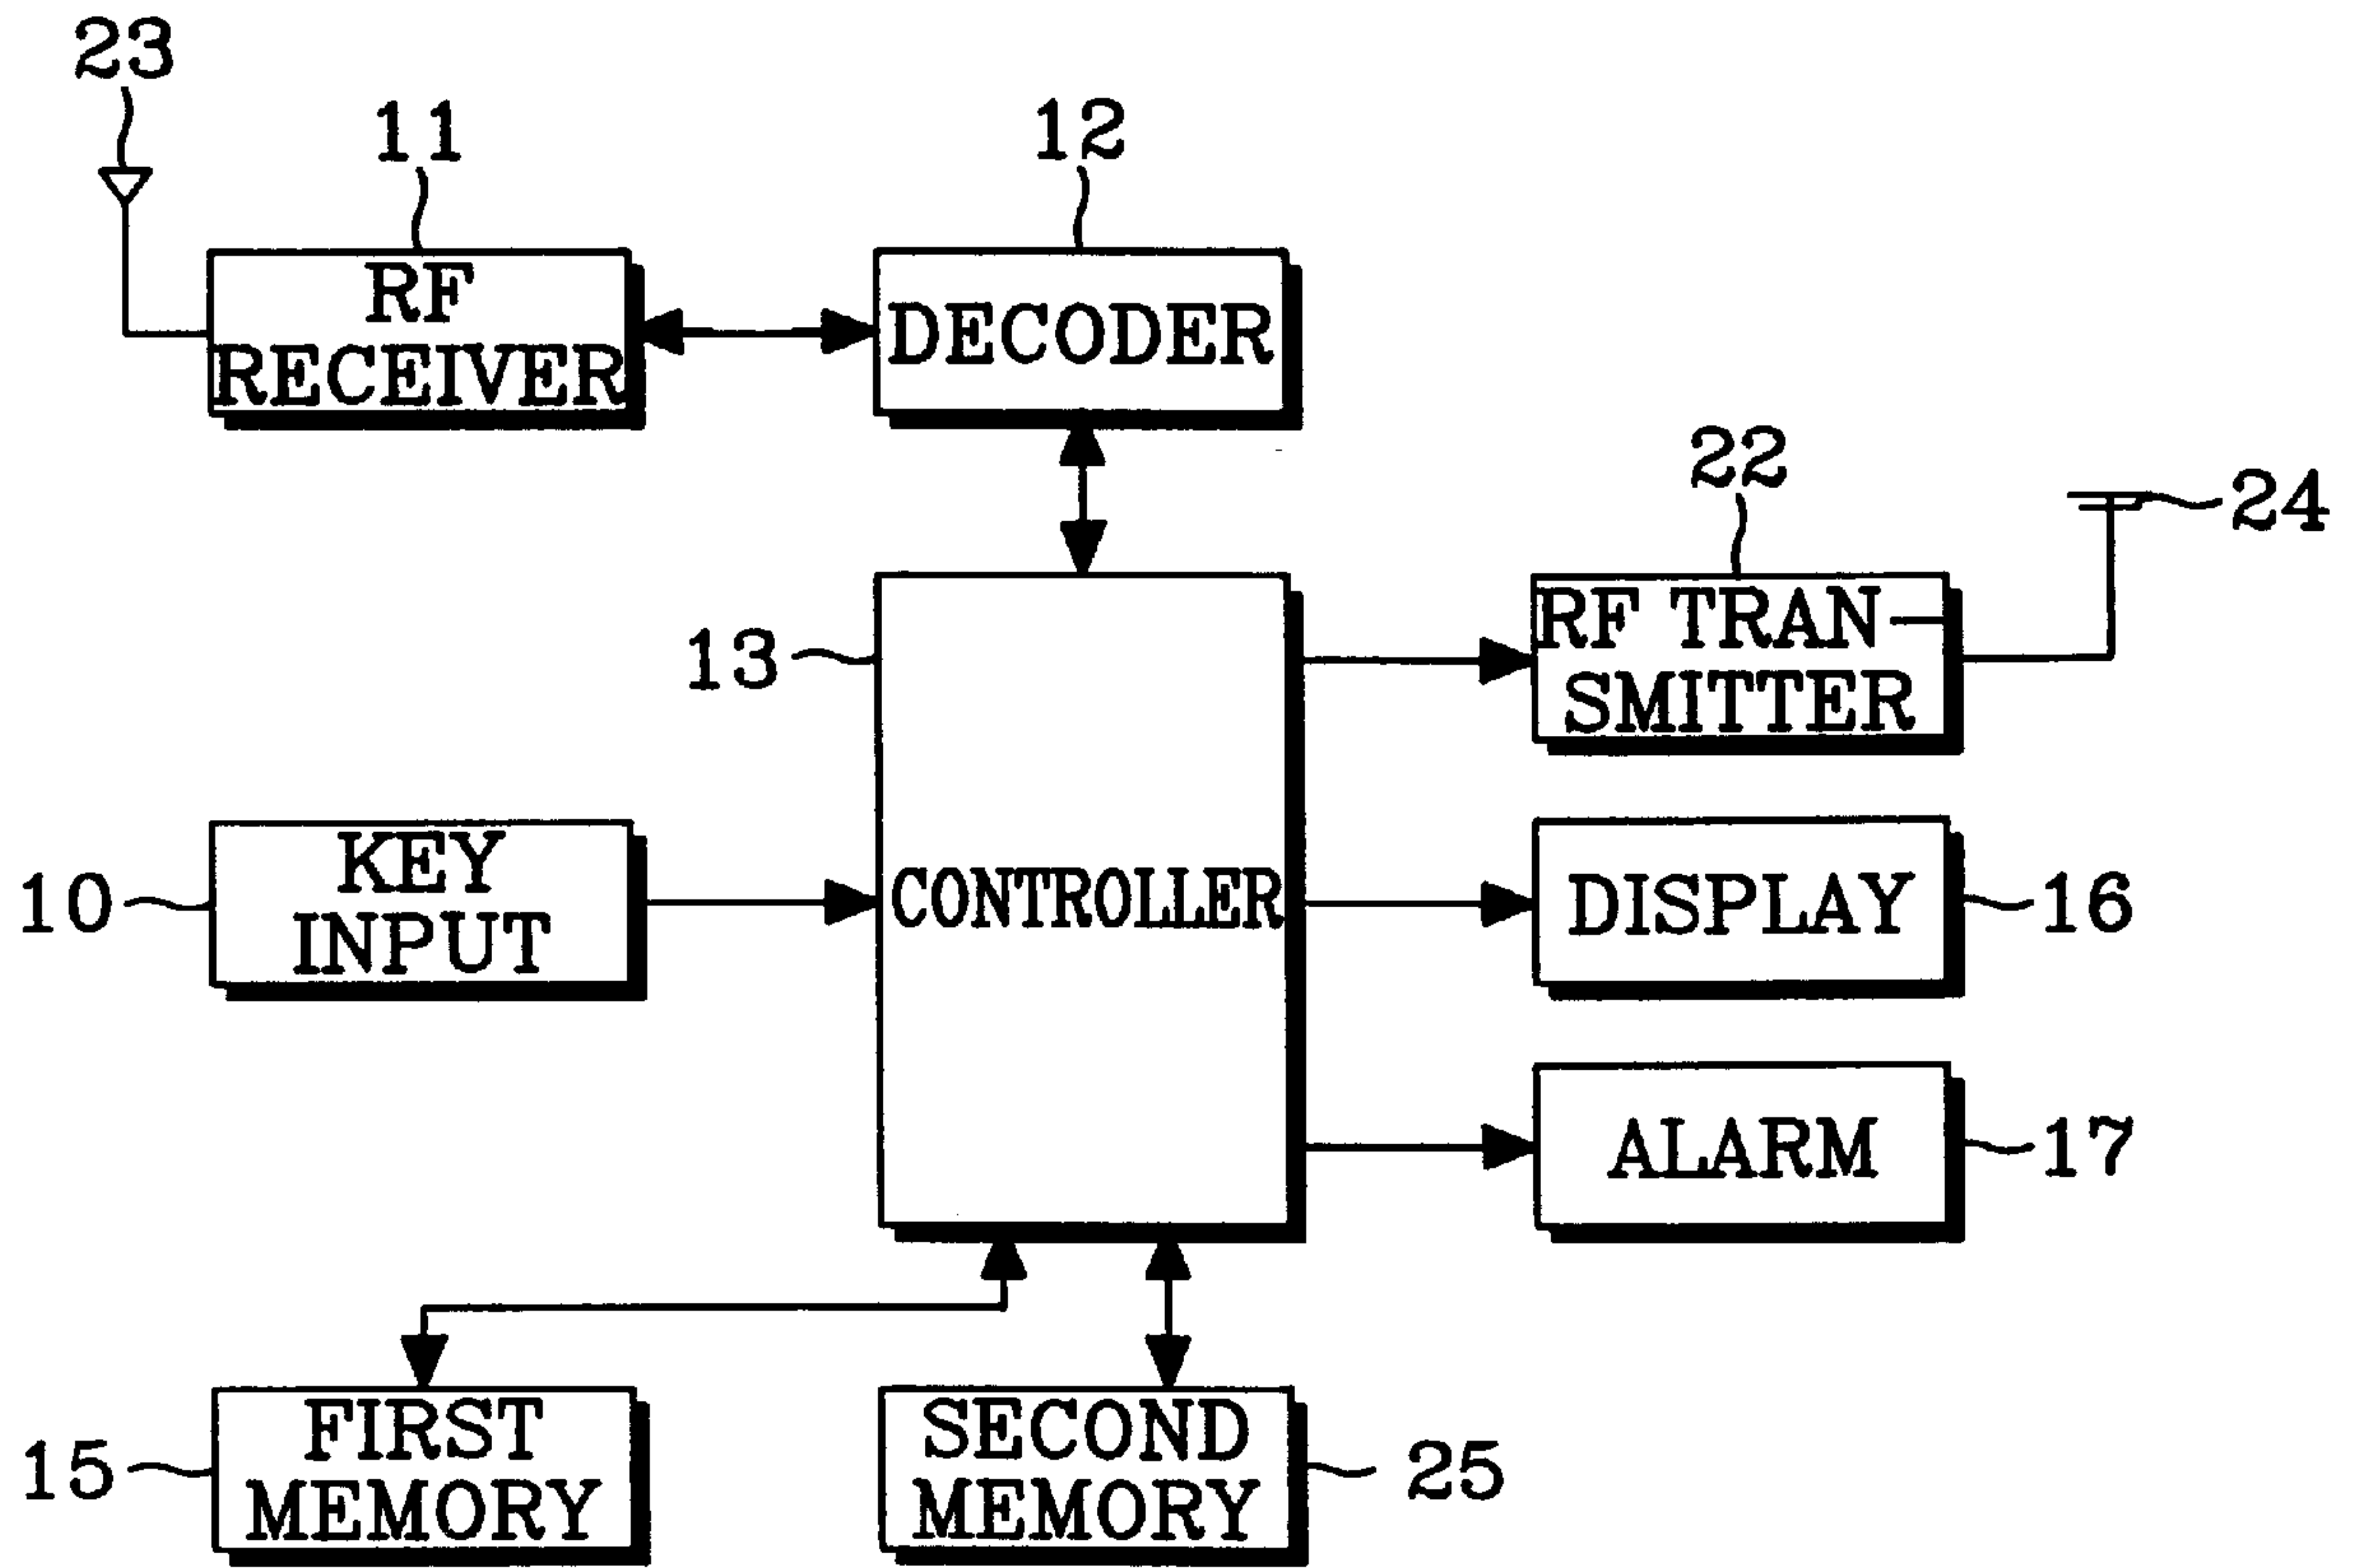 23
11
12
RF
RECEIVER
DECODER
22
24
13
RF TRAN-
SMITTER
10
KEY
INPUT
CONTROLLER
DISPLAY
16
ALARM
17
15
FIRST
MEMORY
SECOND
MEMORY
25